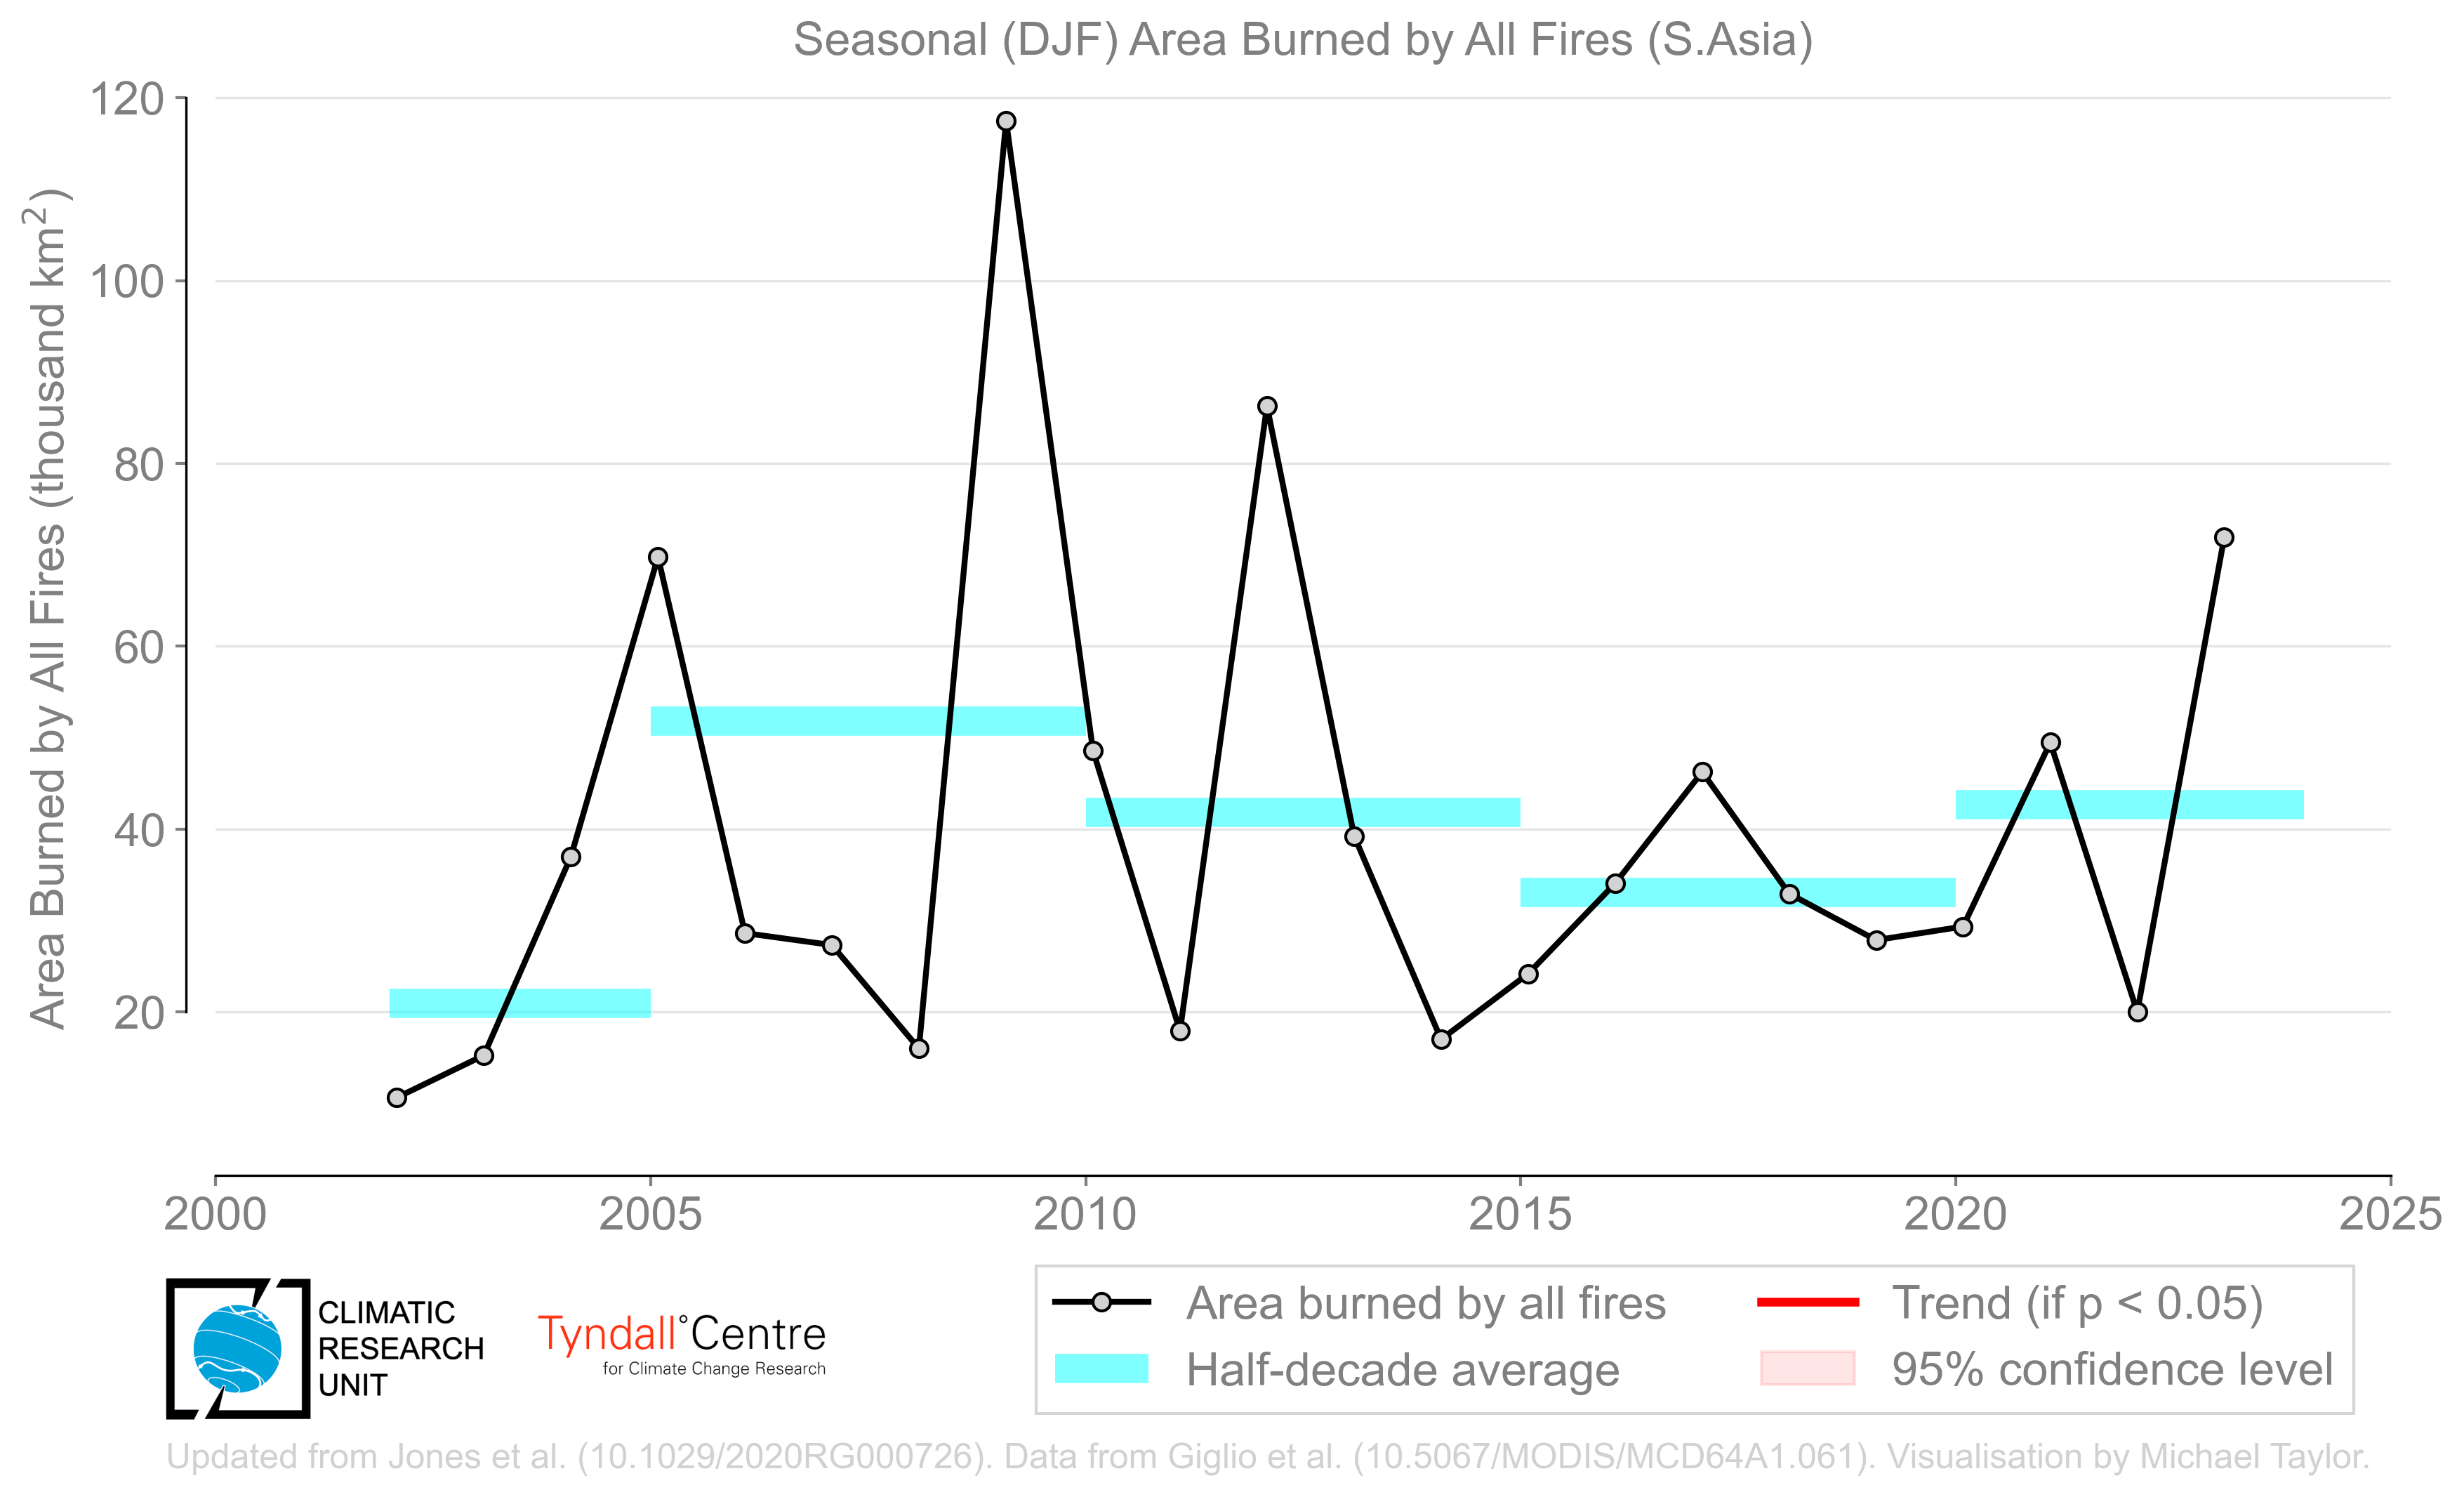 Seasonal (DJF) Area Burned by All Fires (S.Asia)
Area Burned by All Fires (thousand km²)
120
100
80
60
40
20
2000 2005 2010 2015 2020 2025
CLIMATIC
RESEARCH
UNIT
Tyndall°Centre
for Climate Change Research
Area burned by all fires
Half-decade average
Trend (if p < 0.05)
95% confidence level
Updated from Jones et al. (10.1029/2020RG000726). Data from Giglio et al. (10.5067/MODIS/MCD64A1.061). Visualisation by Michael Taylor.